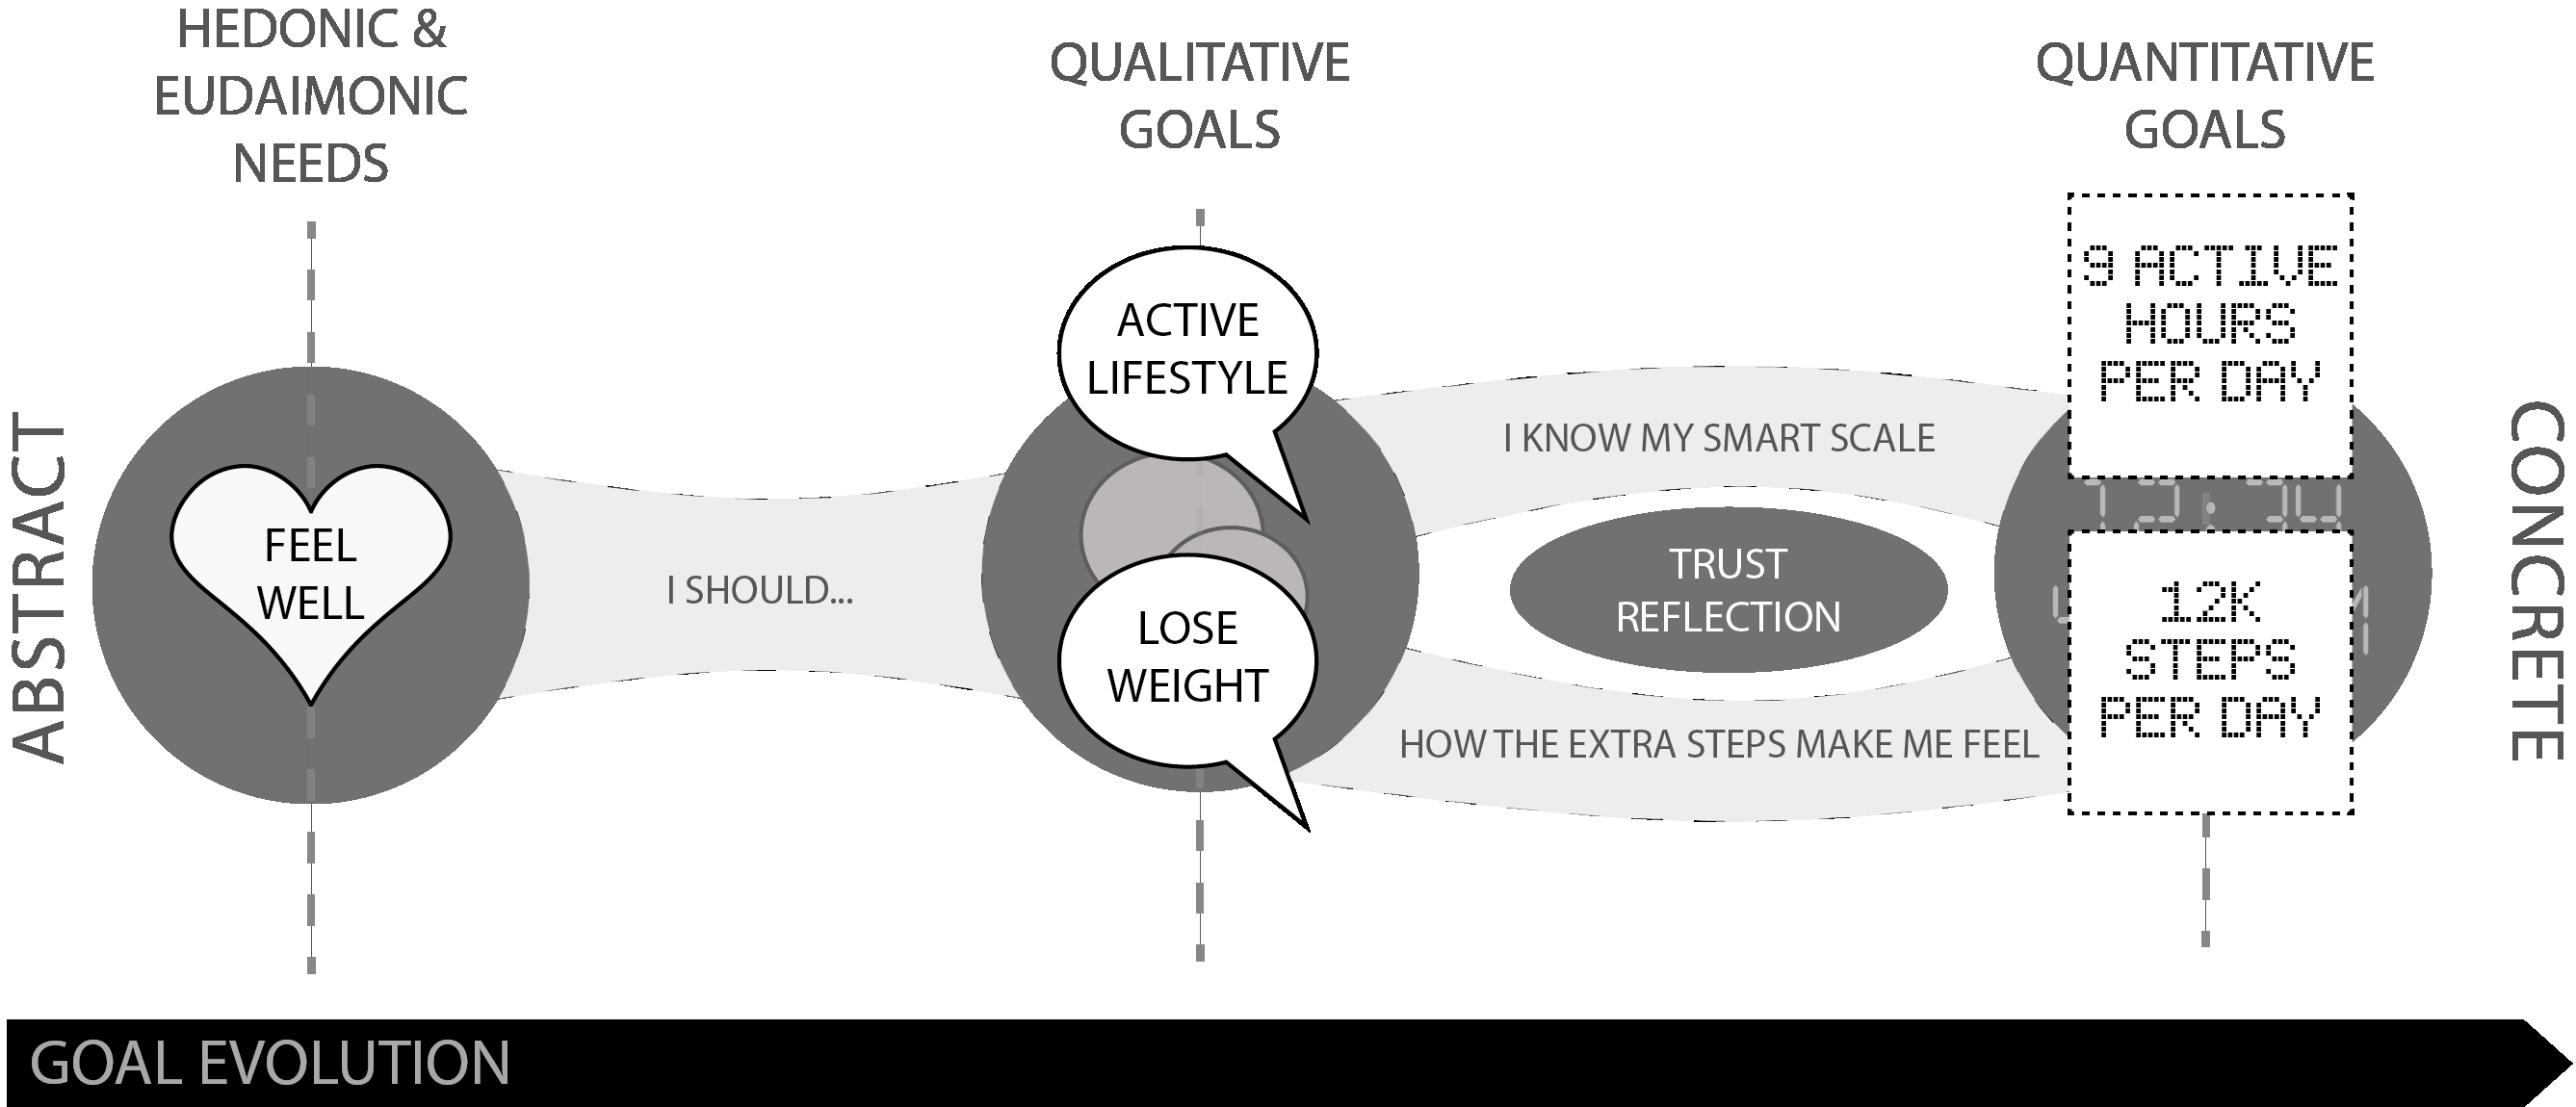 HEDONIC &
EUDAIMONIC
NEEDS
QUALITATIVE
GOALS
QUANTITATIVE
GOALS
ABSTRACT
FEEL
WELL
I SHOULD...
ACTIVE
LIFESTYLE
LOSE
WEIGHT
I KNOW MY SMART SCALE
TRUST
REFLECTION
HOW THE EXTRA STEPS MAKE ME FEEL
9 ACTIVE
HOURS
PER DAY
12K
STEPS
PER DAY
CONCRETE
GOAL EVOLUTION